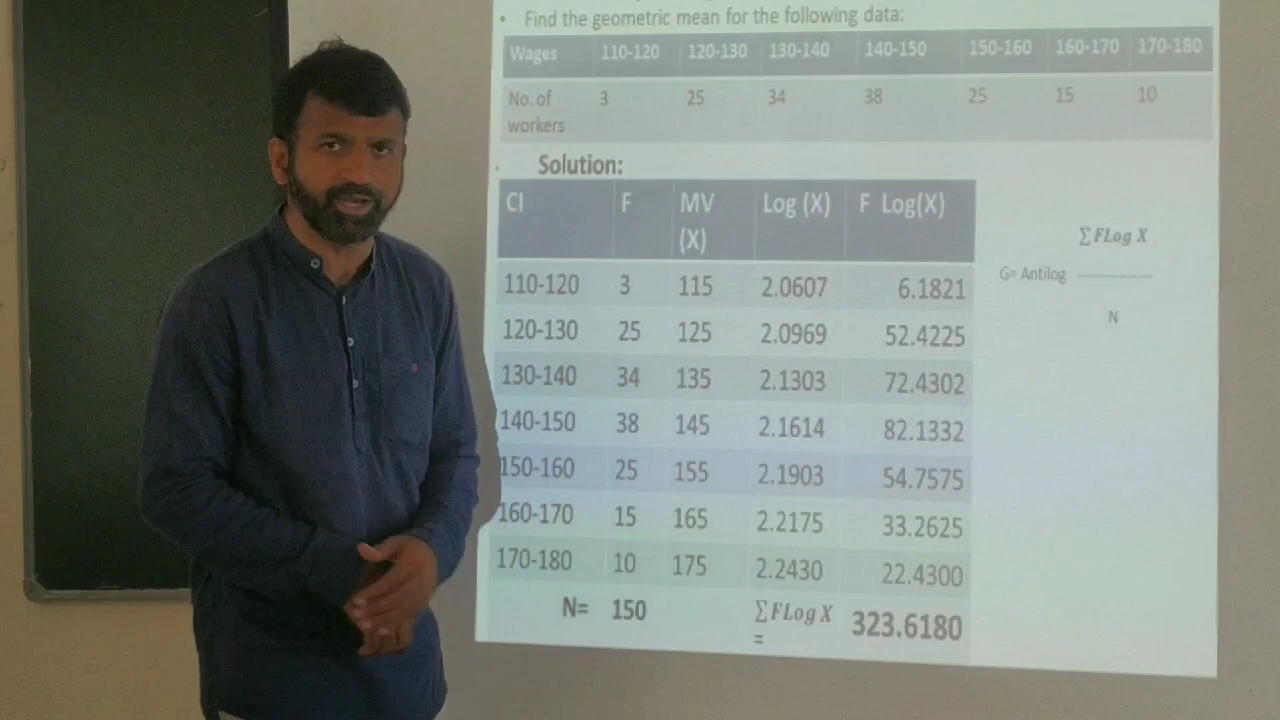 • Find the geometric mean for the following data:
Wages 110-120 120-130 130-140 140-150 150-160 160-170 170-180
No. of workers 3 25 34 38 25 15 10
• Solution:
CI F MV (X) Log (X) F Log(X)
110-120 3 115 2.0607 6.1821
120-130 25 125 2.0969 52.4225
130-140 34 135 2.1303 72.4302
140-150 38 145 2.1614 82.1332
150-160 25 155 2.1903 54.7575
160-170 15 165 2.2175 33.2625
170-180 10 175 2.2430 22.4300
N= 150 ∑FLog X = 323.6180
∑FLog X
G= Antilog
N